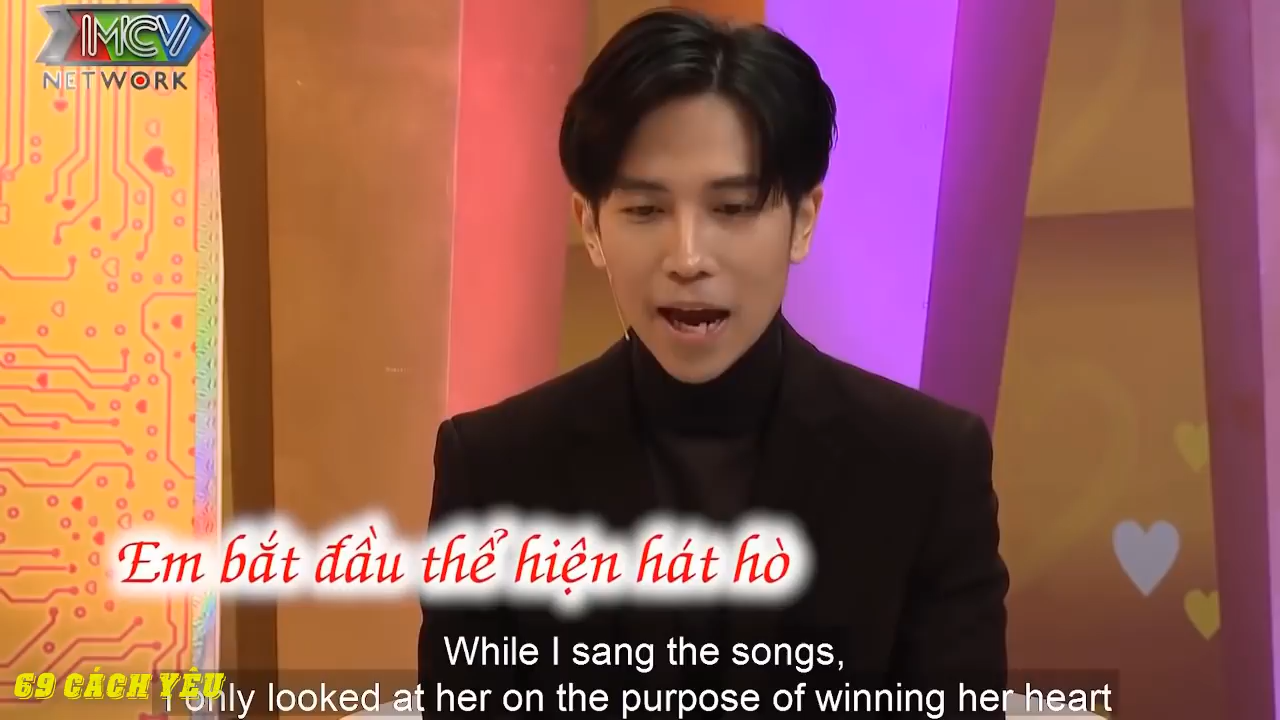 MCV
NETWORK
Em bắt đầu thể hiện hát hò
While I sang the songs,
I only looked at her on the purpose of winning her heart
69 CÁCH YÊU